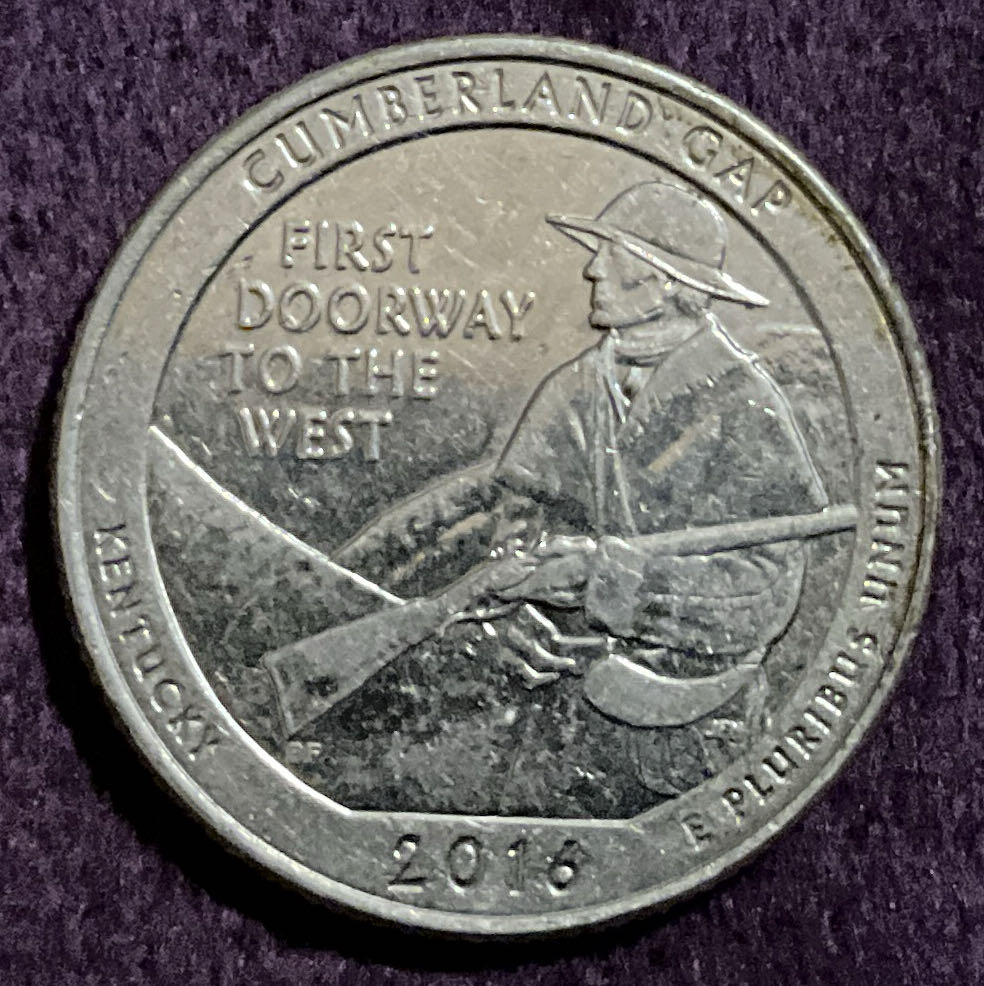 CUMBERLAND GAP
FIRST
DOORWAY
TO THE
WEST
KENTUCKY
2016
E PLURIBUS UNUM